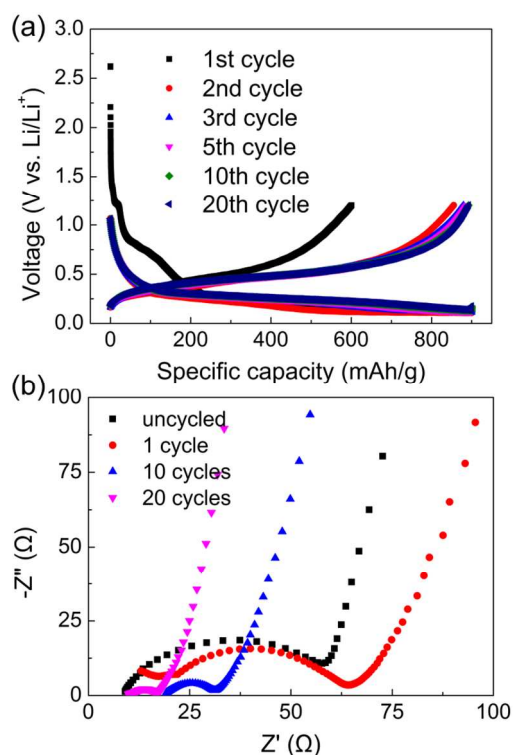 (a)
3.0
2.5
2.0
1.5
1.0
0.5
0.0
Voltage (V vs. Li/Li⁺)
1st cycle
2nd cycle
3rd cycle
5th cycle
10th cycle
20th cycle
0 200 400 600 800
Specific capacity (mAh/g)
(b)
100
75
50
25
0
-Z'' (Ω)
uncycled
1 cycle
10 cycles
20 cycles
0 25 50 75 100
Z' (Ω)